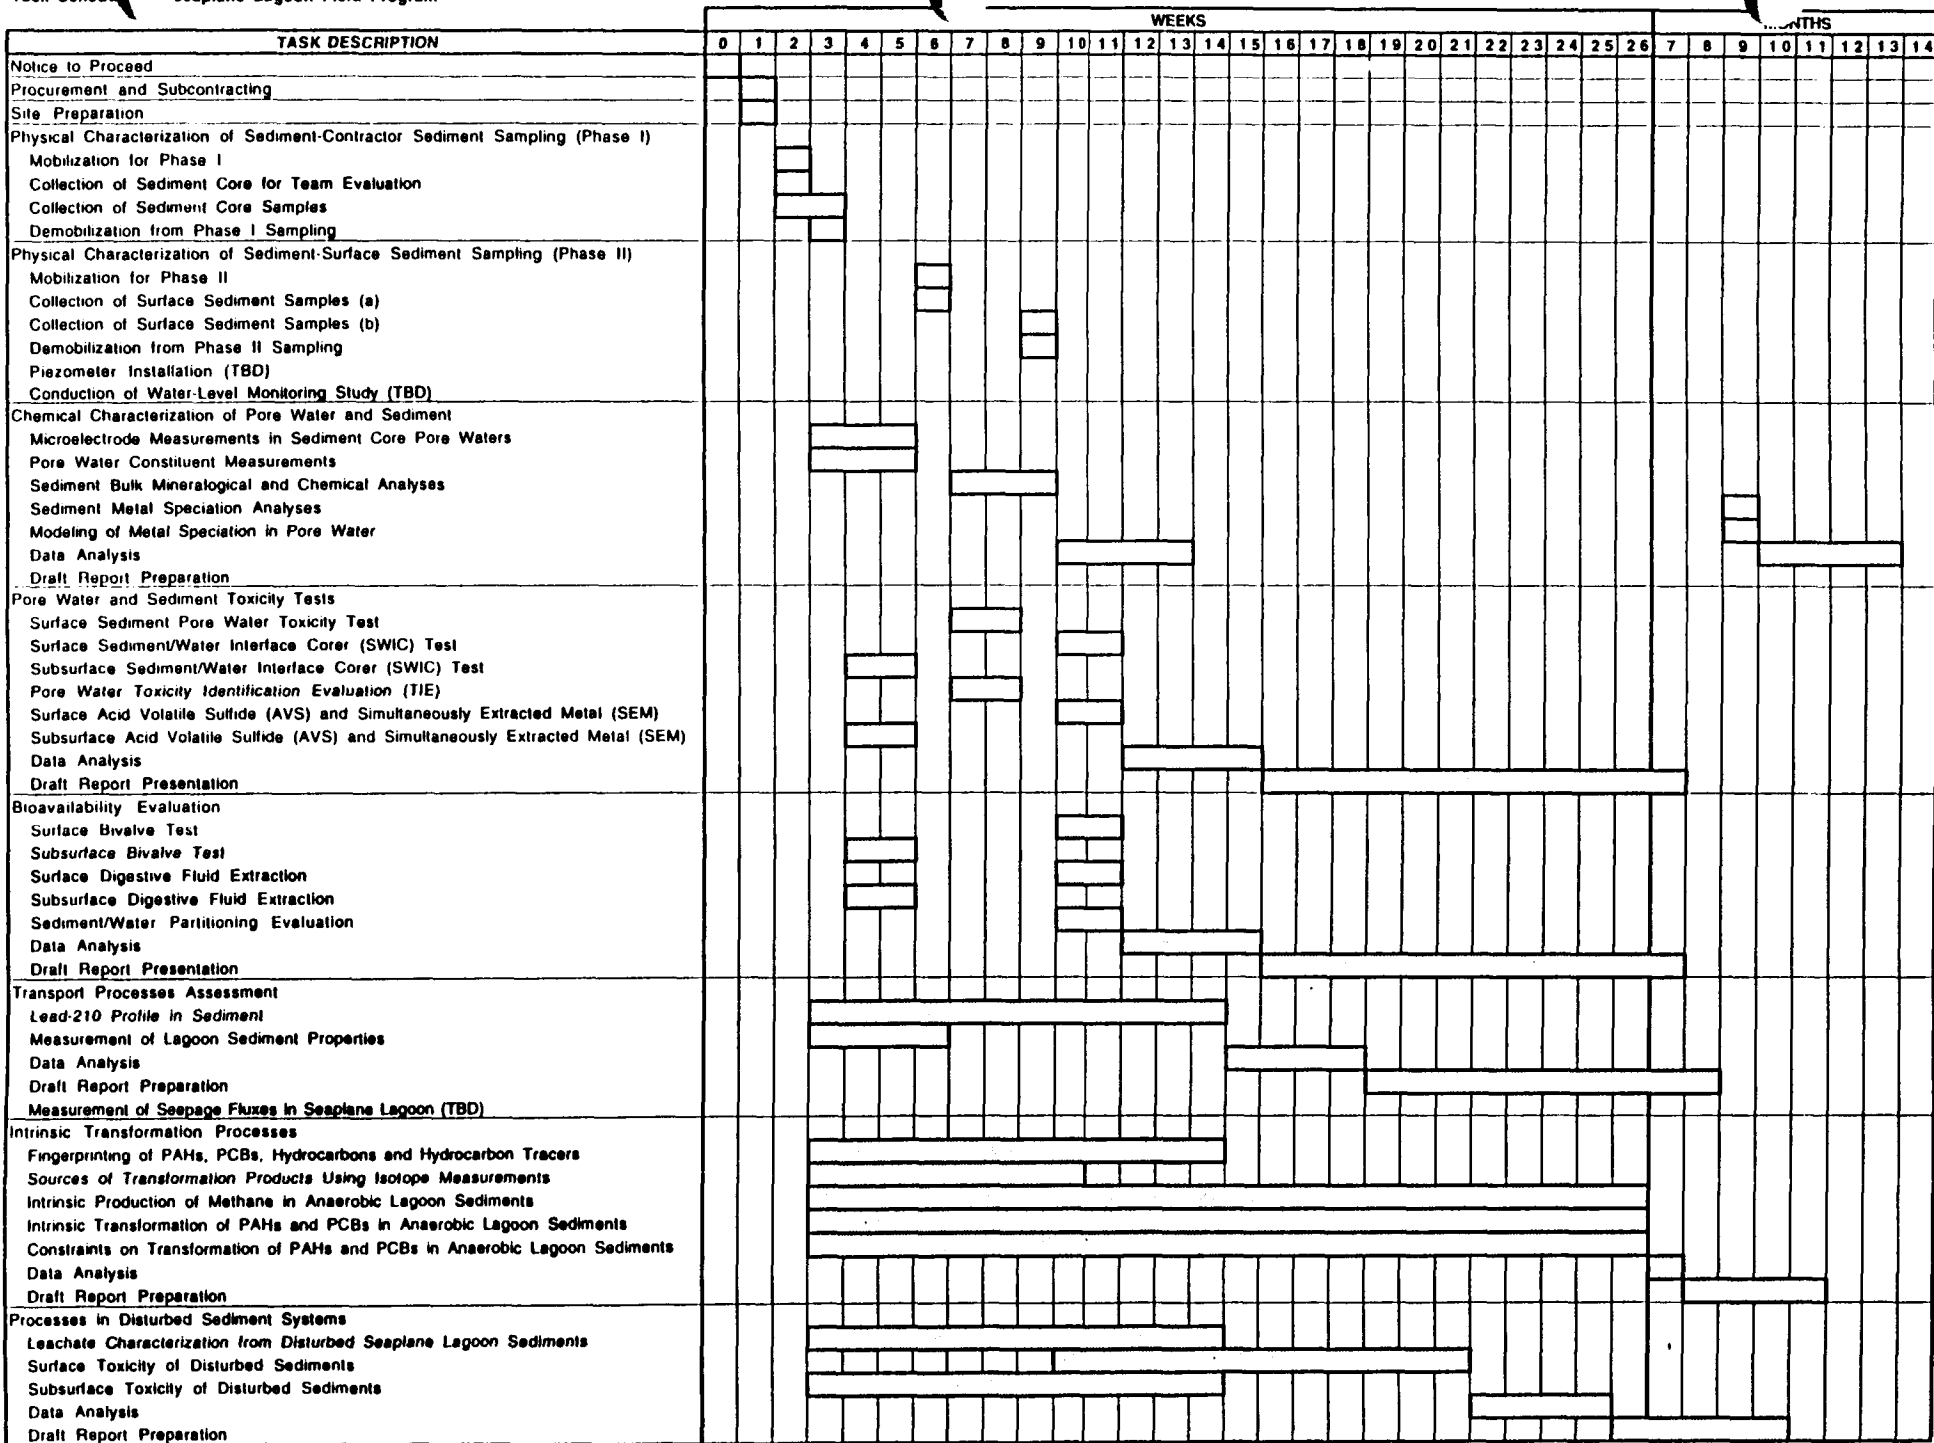 Seaplane Lagoon Field Program
WEEKS
TASK DESCRIPTION 0 1 2 3 4 5 6 7 8 9 10 11 12 13 14 15 16 17 18 19 20 21 22 23 24 25 26 7 8 9 10 11 12 13 14
Notice to Proceed
Procurement and Subcontracting
Site Preparation
Physical Characterization of Sediment-Contractor Sediment Sampling (Phase I)
Mobilization for Phase I
Collection of Sediment Core for Team Evaluation
Collection of Sediment Core Samples
Demobilization from Phase I Sampling
Physical Characterization of Sediment-Surface Sediment Sampling (Phase II)
Mobilization for Phase II
Collection of Surface Sediment Samples (a)
Collection of Surface Sediment Samples (b)
Demobilization from Phase II Sampling
Piezometer Installation (TBD)
Conduction of Water-Level Monitoring Study (TBD)
Chemical Characterization of Pore Water and Sediment
Microelectrode Measurements in Sediment Core Pore Waters
Pore Water Constituent Measurements
Sediment Bulk Mineralogical and Chemical Analyses
Sediment Metal Speciation Analyses
Modeling of Metal Speciation in Pore Water
Data Analysis
Draft Report Preparation
Pore Water and Sediment Toxicity Tests
Surface Sediment Pore Water Toxicity Test
Surface Sediment/Water Interface Corer (SWIC) Test
Subsurface Sediment/Water Interface Corer (SWIC) Test
Pore Water Toxicity Identification Evaluation (TIE)
Surface Acid Volatile Sulfide (AVS) and Simultaneously Extracted Metal (SEM)
Subsurface Acid Volatile Sulfide (AVS) and Simultaneously Extracted Metal (SEM)
Data Analysis
Draft Report Presentation
Bioavailability Evaluation
Surface Bivalve Test
Subsurface Bivalve Test
Surface Digestive Fluid Extraction
Subsurface Digestive Fluid Extraction
Sediment/Water Partitioning Evaluation
Data Analysis
Draft Report Presentation
Transport Processes Assessment
Lead-210 Profile in Sediment
Measurement of Lagoon Sediment Properties
Data Analysis
Draft Report Preparation
Measurement of Seepage Fluxes in Seaplane Lagoon (TBD)
Intrinsic Transformation Processes
Fingerprinting of PAHs, PCBs, Hydrocarbons and Hydrocarbon Tracers
Sources of Transformation Products Using Isotope Measurements
Intrinsic Production of Methane in Anaerobic Lagoon Sediments
Intrinsic Transformation of PAHs and PCBs in Anaerobic Lagoon Sediments
Constraints on Transformation of PAHs and PCBs in Anaerobic Lagoon Sediments
Data Analysis
Draft Report Preparation
Processes in Disturbed Sediment Systems
Leachate Characterization from Disturbed Seaplane Lagoon Sediments
Surface Toxicity of Disturbed Sediments
Subsurface Toxicity of Disturbed Sediments
Data Analysis
Draft Report Preparation